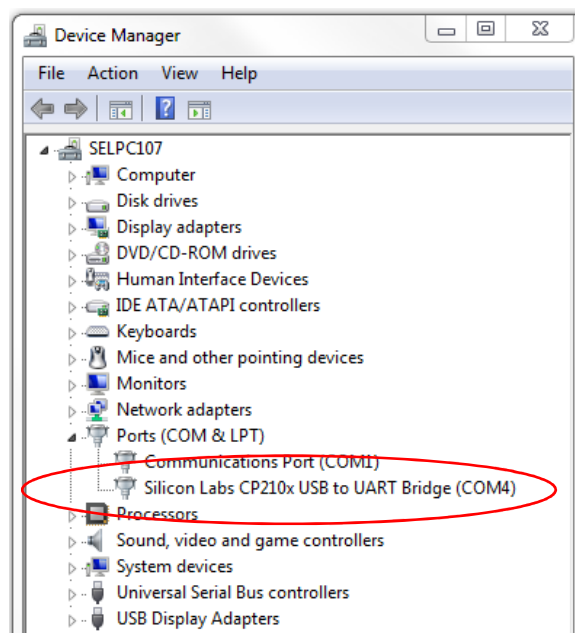 Device Manager
File Action View Help
SELPC107
Computer
Disk drives
Display adapters
DVD/CD-ROM drives
Human Interface Devices
IDE ATA/ATAPI controllers
Keyboards
Mice and other pointing devices
Monitors
Network adapters
Ports (COM & LPT)
Communications Port (COM1)
Silicon Labs CP210x USB to UART Bridge (COM4)
Processors
Sound, video and game controllers
System devices
Universal Serial Bus controllers
USB Display Adapters